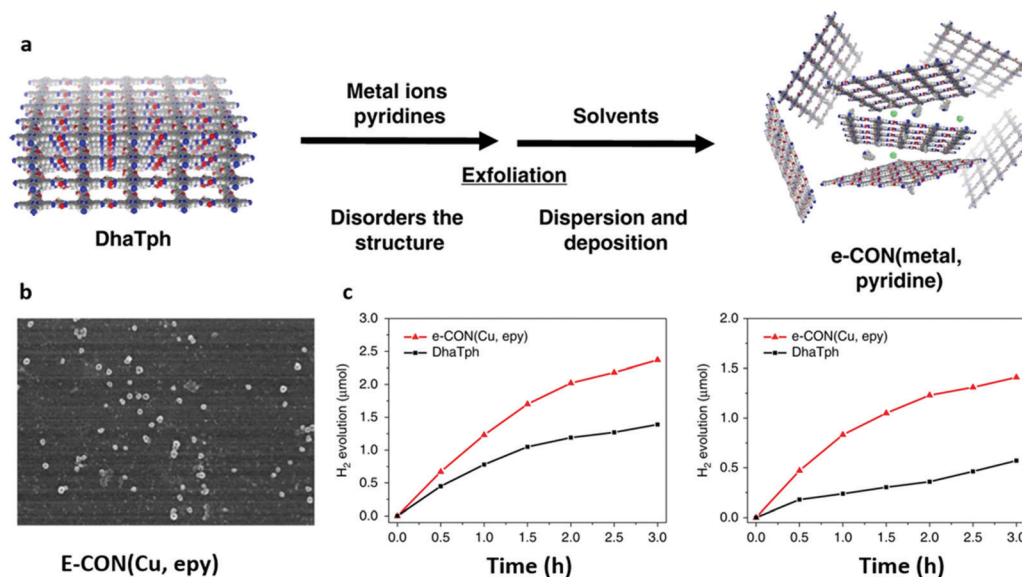 a
DhaTph
Metal ions
pyridines
Solvents
Exfoliation
Disorders the
structure
Dispersion and
deposition
e-CON(metal,
pyridine)
b
E-CON(Cu, epy)
c
H2 evolution (μmol)
3.0
2.5
2.0
1.5
1.0
0.5
0.0
e-CON(Cu, epy)
DhaTph
0.0 0.5 1.0 1.5 2.0 2.5 3.0
Time (h)
H2 evolution (μmol)
2.0
1.5
1.0
0.5
0.0
e-CON(Cu, epy)
DhaTph
0.0 0.5 1.0 1.5 2.0 2.5 3.0
Time (h)